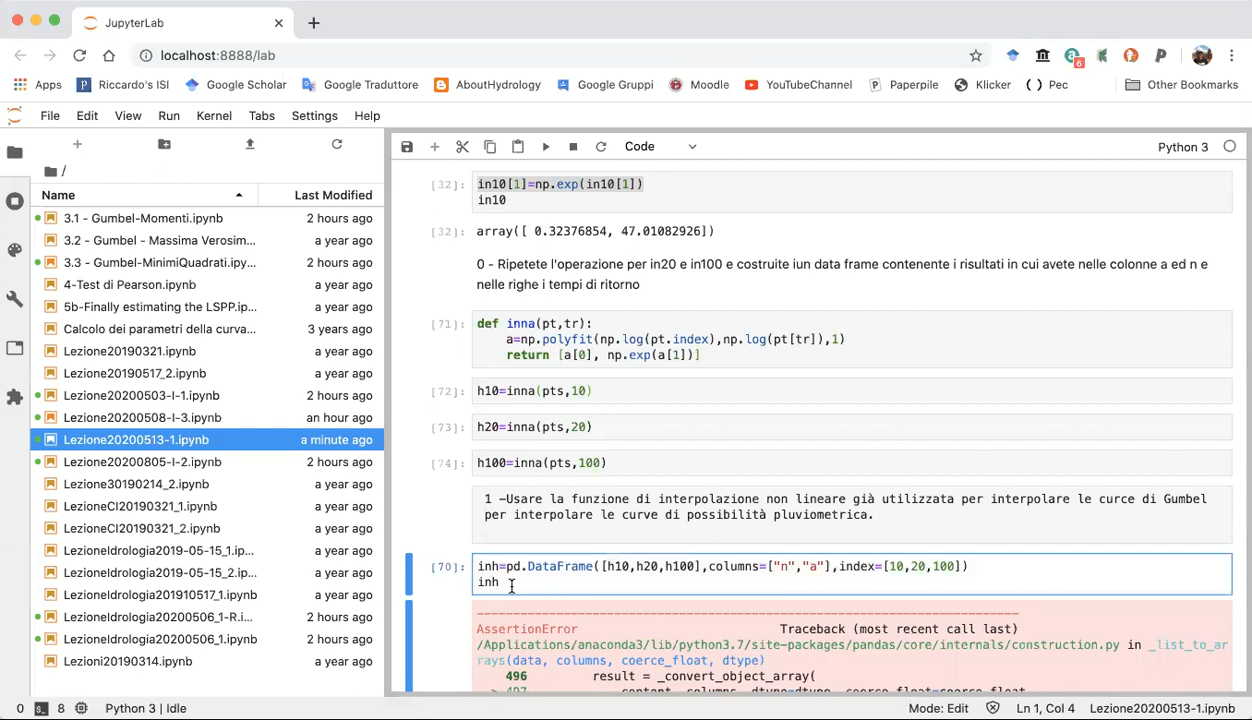 JupyterLab
localhost:8888/lab
6
Apps Riccardo's ISI Google Scholar Google Traduttore AboutHydrology Google Gruppi Moodle YouTubeChannel Paperpile Klicker ( ) Pec Other Bookmarks
File Edit View Run Kernel Tabs Settings Help
/
Name Last Modified
3.1 - Gumbel-Momenti.ipynb 2 hours ago
3.2 - Gumbel - Massima Verosim... a year ago
3.3 - Gumbel-MinimiQuadrati.ipy... 2 hours ago
4-Test di Pearson.ipynb a year ago
5b-Finally estimating the LSPP.ip... a year ago
Calcolo dei parametri della curva... 3 years ago
Lezione20190321.ipynb a year ago
Lezione20190517_2.ipynb a year ago
Lezione20200503-I-1.ipynb 2 hours ago
Lezione20200508-I-3.ipynb an hour ago
Lezione20200513-1.ipynb a minute ago
Lezione20200805-I-2.ipynb 2 hours ago
Lezione30190214_2.ipynb a year ago
LezioneCI20190321_1.ipynb a year ago
LezioneCI20190321_2.ipynb a year ago
LezioneIdrologia2019-05-15_1.ip... a year ago
LezioneIdrologia2019-05-15_2.ip... a year ago
LezioneIdrologia201910517_1.ipynb a year ago
LezioneIdrologia20200506_1-R.i... 2 hours ago
LezioneIdrologia20200506_1.ipynb 2 hours ago
Lezioni20190314.ipynb a year ago
Code Python 3
[32]: in10[1]=np.exp(in10[1])
in10
[32]: array([ 0.32376854, 47.01082926])
0 - Ripetete l'operazione per in20 e in100 e costruite iun data frame contenente i risultati in cui avete nelle colonne a ed n e
nelle righe i tempi di ritorno
[71]: def inna(pt,tr):
a=np.polyfit(np.log(pt.index),np.log(pt[tr]),1)
return [a[0], np.exp(a[1])]
[72]: h10=inna(pts,10)
[73]: h20=inna(pts,20)
[74]: h100=inna(pts,100)
1 -Usare la funzione di interpolazione non lineare già utilizzata per interpolare le curce di Gumbel
per interpolare le curve di possibilità pluviometrica.
[70]: inh=pd.DataFrame([h10,h20,h100],columns=["n","a"],index=[10,20,100])
inh
---------------------------------------------------------------------------
AssertionError Traceback (most recent call last)
/Applications/anaconda3/lib/python3.7/site-packages/pandas/core/internals/construction.py in _list_to_ar
rays(data, columns, coerce_float, dtype)
496 result = _convert_object_array(
0 8 Python 3 | Idle Mode: Edit Ln 1, Col 4 Lezione20200513-1.ipynb